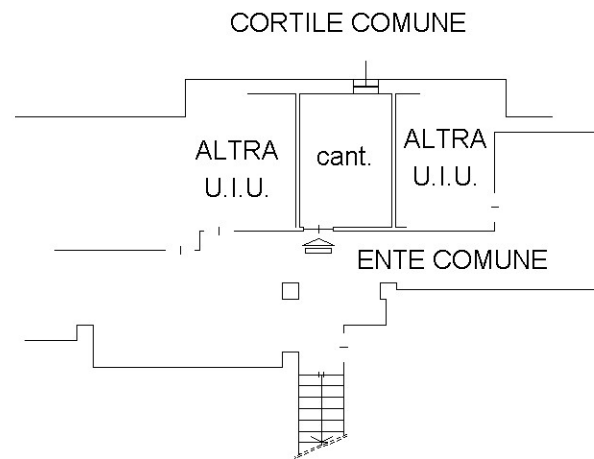 CORTILE COMUNE
ALTRA
U.I.U.
cant.
ALTRA
U.I.U.
ENTE COMUNE